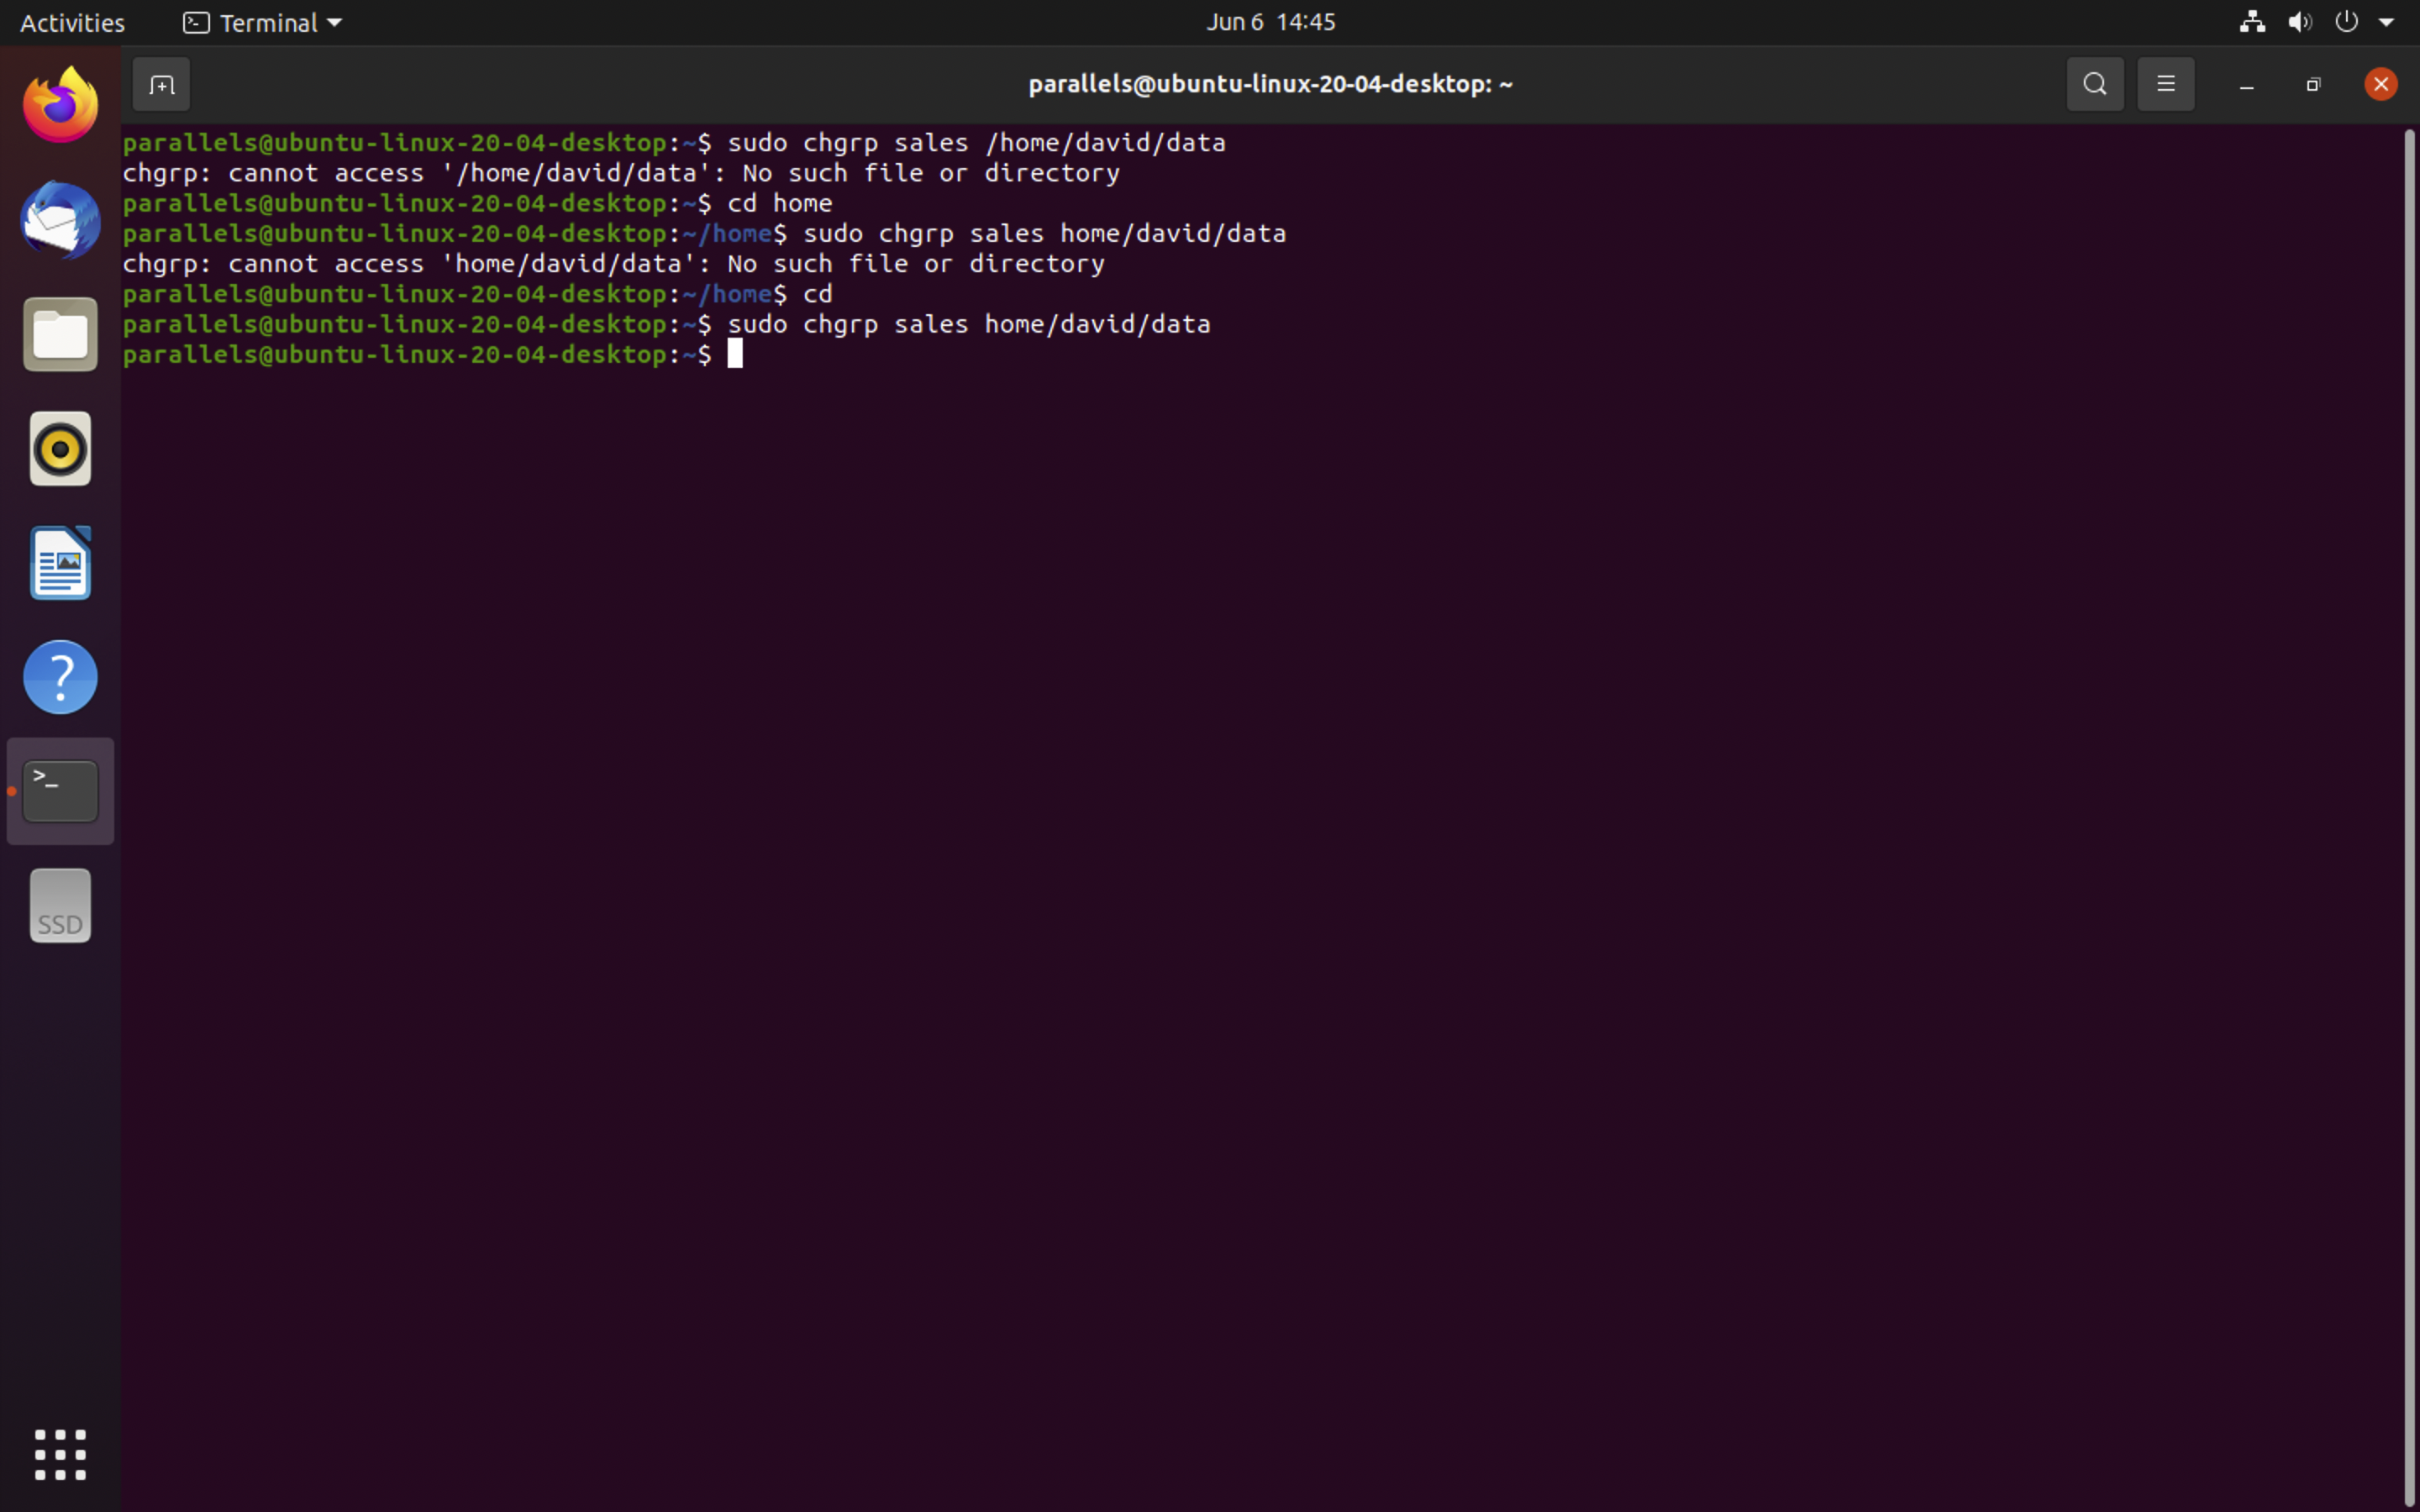 Activities
Terminal
Jun 6 14:45
parallels@ubuntu-linux-20-04-desktop: ~
parallels@ubuntu-linux-20-04-desktop:~$ sudo chgrp sales /home/david/data
chgrp: cannot access '/home/david/data': No such file or directory
parallels@ubuntu-linux-20-04-desktop:~$ cd home
parallels@ubuntu-linux-20-04-desktop:~/home$ sudo chgrp sales home/david/data
chgrp: cannot access 'home/david/data': No such file or directory
parallels@ubuntu-linux-20-04-desktop:~/home$ cd
parallels@ubuntu-linux-20-04-desktop:~$ sudo chgrp sales home/david/data
parallels@ubuntu-linux-20-04-desktop:~$
SSD